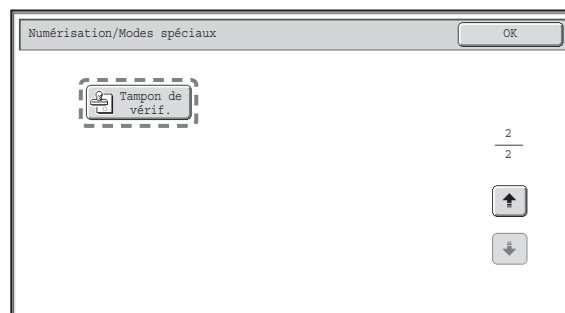 Numérisation/Modes spéciaux
OK
Tampon de
vérif.
2
2